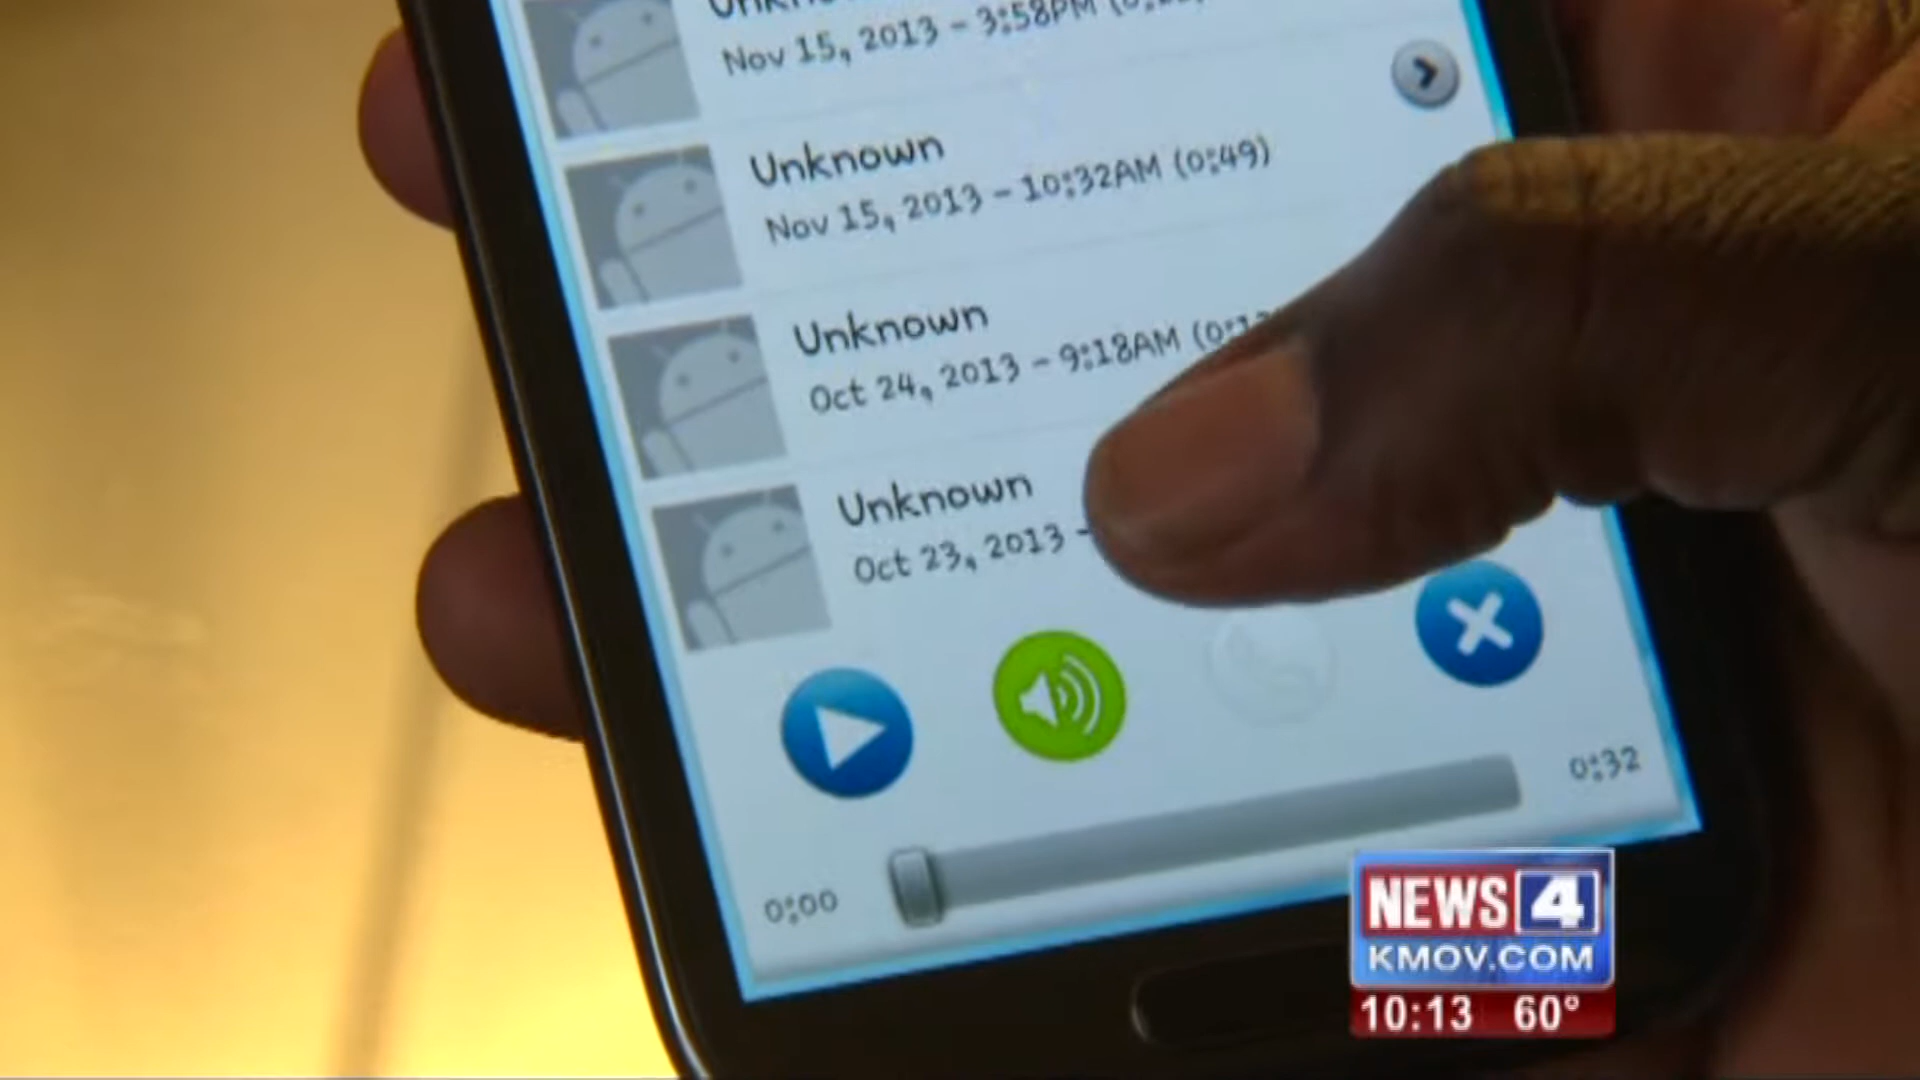 Nov 15, 2013 - 3:58PM
Unknown
Nov 15, 2013 - 10:32AM (0:49)
Unknown
Oct 24, 2013 - 9:18AM
Unknown
Oct 23, 2013 -
0:00
0:32
NEWS 4
KMOV.COM
10:13 60°